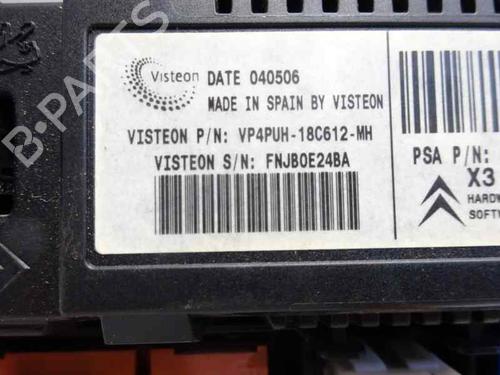 B-PARTS
Visteon
DATE 040506
MADE IN SPAIN BY VISTEON
VISTEON P/N: VP4PUH-18C612-MH
VISTEON S/N: FNJB0E24BA
PSA P/N:
X3
HARDW
SOFTW